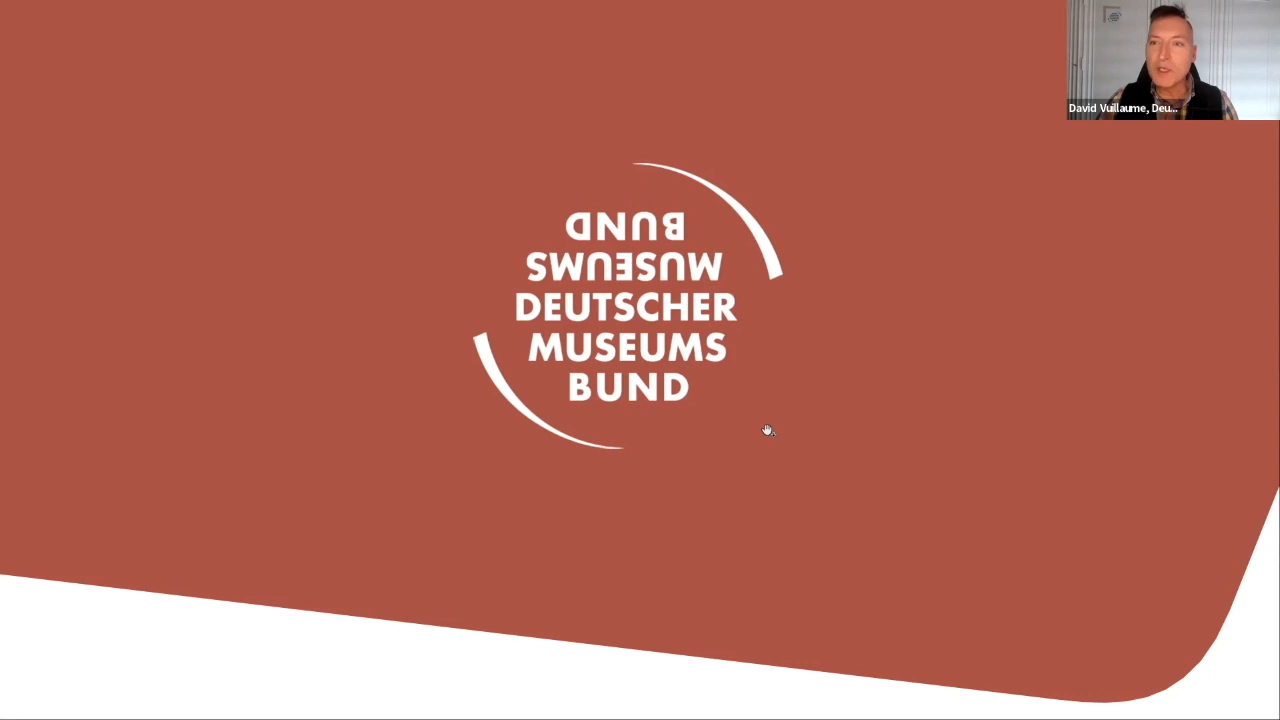 David Vuillaume, Deu...
BUND
MUSEUMS
DEUTSCHER
MUSEUMS
BUND